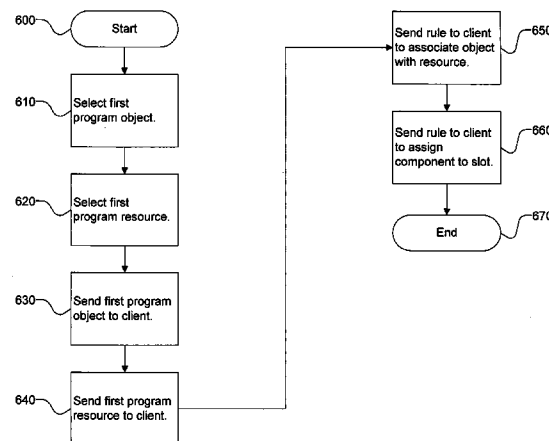 600
Start
610
Select first
program object.
620
Select first
program resource.
630
Send first program
object to client.
640
Send first program
resource to client.
650
Send rule to client
to associate object
with resource.
660
Send rule to client
to assign
component to slot.
End
670